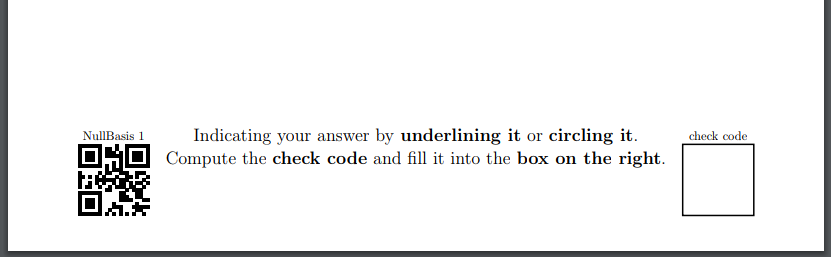 NullBasis 1
Indicating your answer by underlining it or circling it.
check code
Compute the check code and fill it into the box on the right.